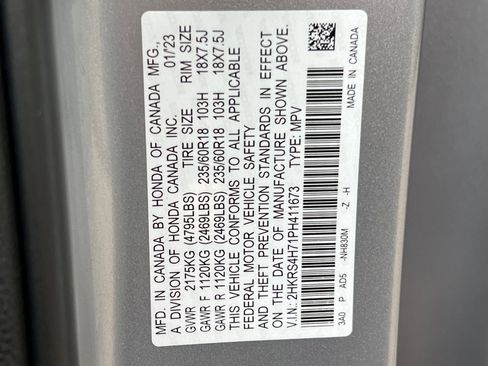 MFD. IN CANADA BY HONDA OF CANADA MFG.,
A DIVISION OF HONDA CANADA INC. 01/23
GVWR 2175KG (4795LBS) TIRE SIZE RIM SIZE
GAWR F 1120KG (2469LBS) 235/60R18 103H 18X7.5J
GAWR R 1120KG (2469LBS) 235/60R18 103H 18X7.5J
THIS VEHICLE CONFORMS TO ALL APPLICABLE
FEDERAL MOTOR VEHICLE SAFETY
AND THEFT PREVENTION STANDARDS IN EFFECT
ON THE DATE OF MANUFACTURE SHOWN ABOVE.
V.I.N.: 2HKRS4H71PH411673 TYPE: MPV
3A0 P AD5 -NH830M -Z -H MADE IN CANADA